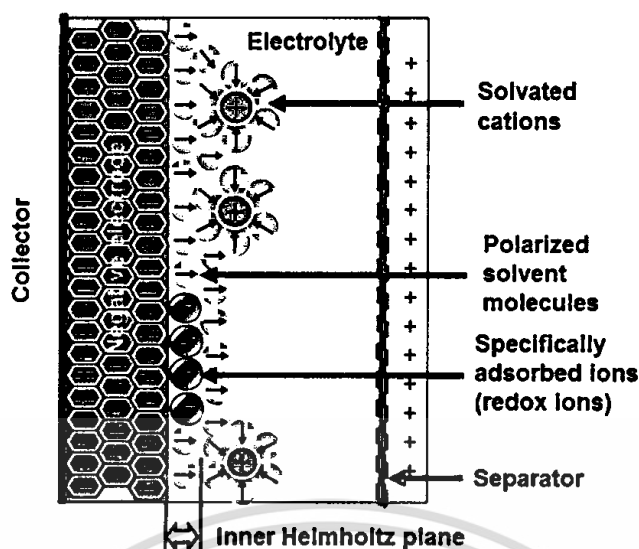 Electrolyte
Solvated
cations
Collector
Negative electrode
Polarized
solvent
molecules
Specifically
adsorbed ions
(redox ions)
Separator
Inner Helmholtz plane